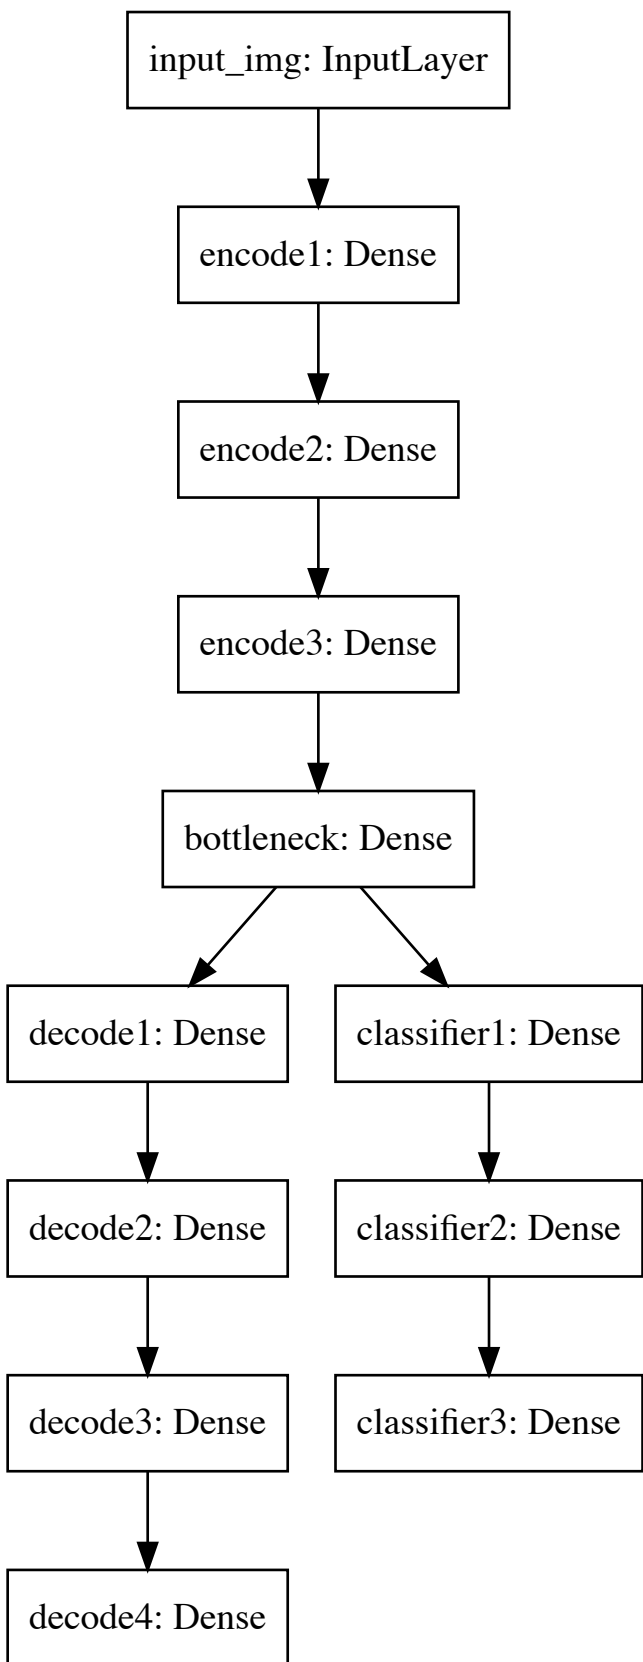 input_img: InputLayer
encode1: Dense
encode2: Dense
encode3: Dense
bottleneck: Dense
decode1: Dense
classifier1: Dense
decode2: Dense
classifier2: Dense
decode3: Dense
classifier3: Dense
decode4: Dense